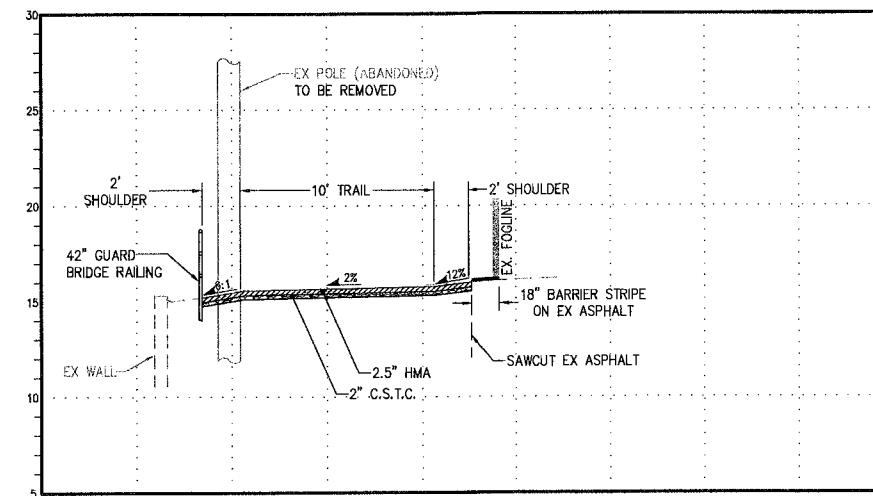 30
EX POLE (ABANDONED)
TO BE REMOVED
25
2'
SHOULDER
10' TRAIL
2' SHOULDER
20
EX. FOGLINE
42" GUARD
BRIDGE RAILING
6:1
2%
12%
15
18" BARRIER STRIPE
ON EX ASPHALT
EX WALL
SAWCUT EX ASPHALT
2.5" HMA
2" C.S.T.C.
10
5